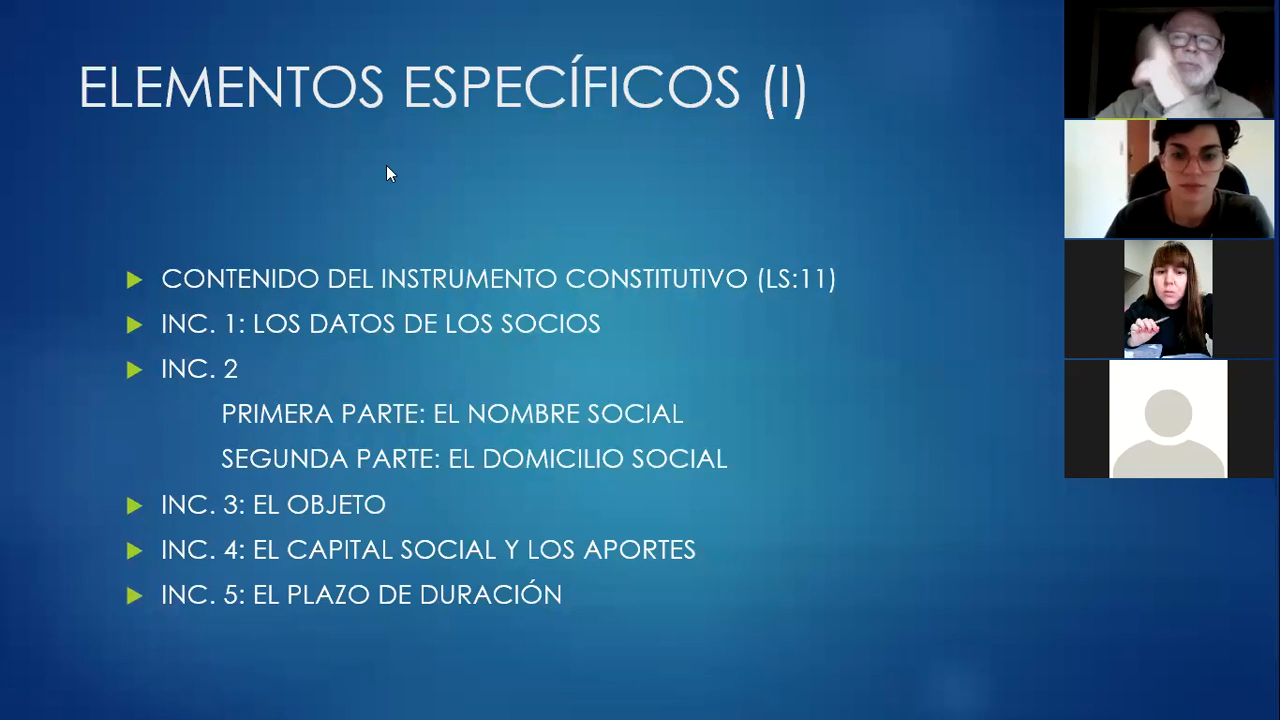 ELEMENTOS ESPECÍFICOS (I)
CONTENIDO DEL INSTRUMENTO CONSTITUTIVO (LS:11)
INC. 1: LOS DATOS DE LOS SOCIOS
INC. 2
PRIMERA PARTE: EL NOMBRE SOCIAL
SEGUNDA PARTE: EL DOMICILIO SOCIAL
INC. 3: EL OBJETO
INC. 4: EL CAPITAL SOCIAL Y LOS APORTES
INC. 5: EL PLAZO DE DURACIÓN